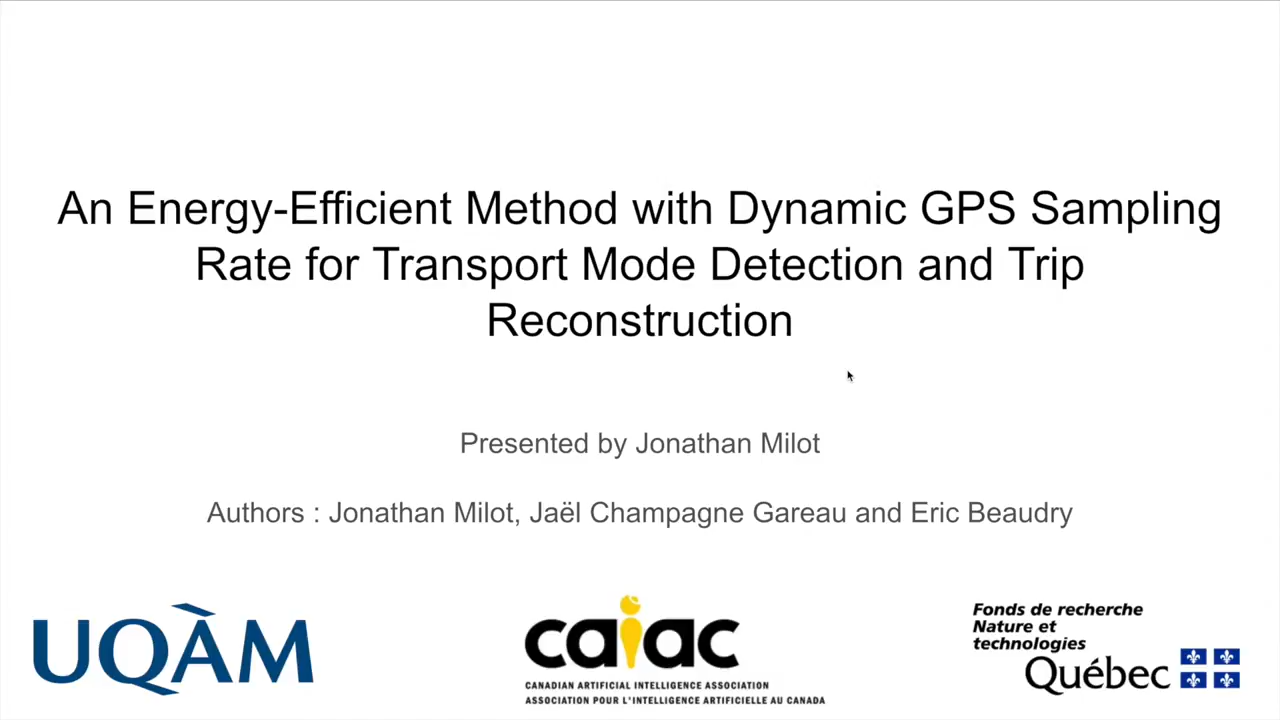 An Energy-Efficient Method with Dynamic GPS Sampling
Rate for Transport Mode Detection and Trip
Reconstruction
Presented by Jonathan Milot
Authors : Jonathan Milot, Jaël Champagne Gareau and Eric Beaudry
UQÀM
caiac
CANADIAN ARTIFICIAL INTELLIGENCE ASSOCIATION
ASSOCIATION POUR L'INTELLIGENCE ARTIFICIELLE AU CANADA
Fonds de recherche
Nature et
technologies
Québec